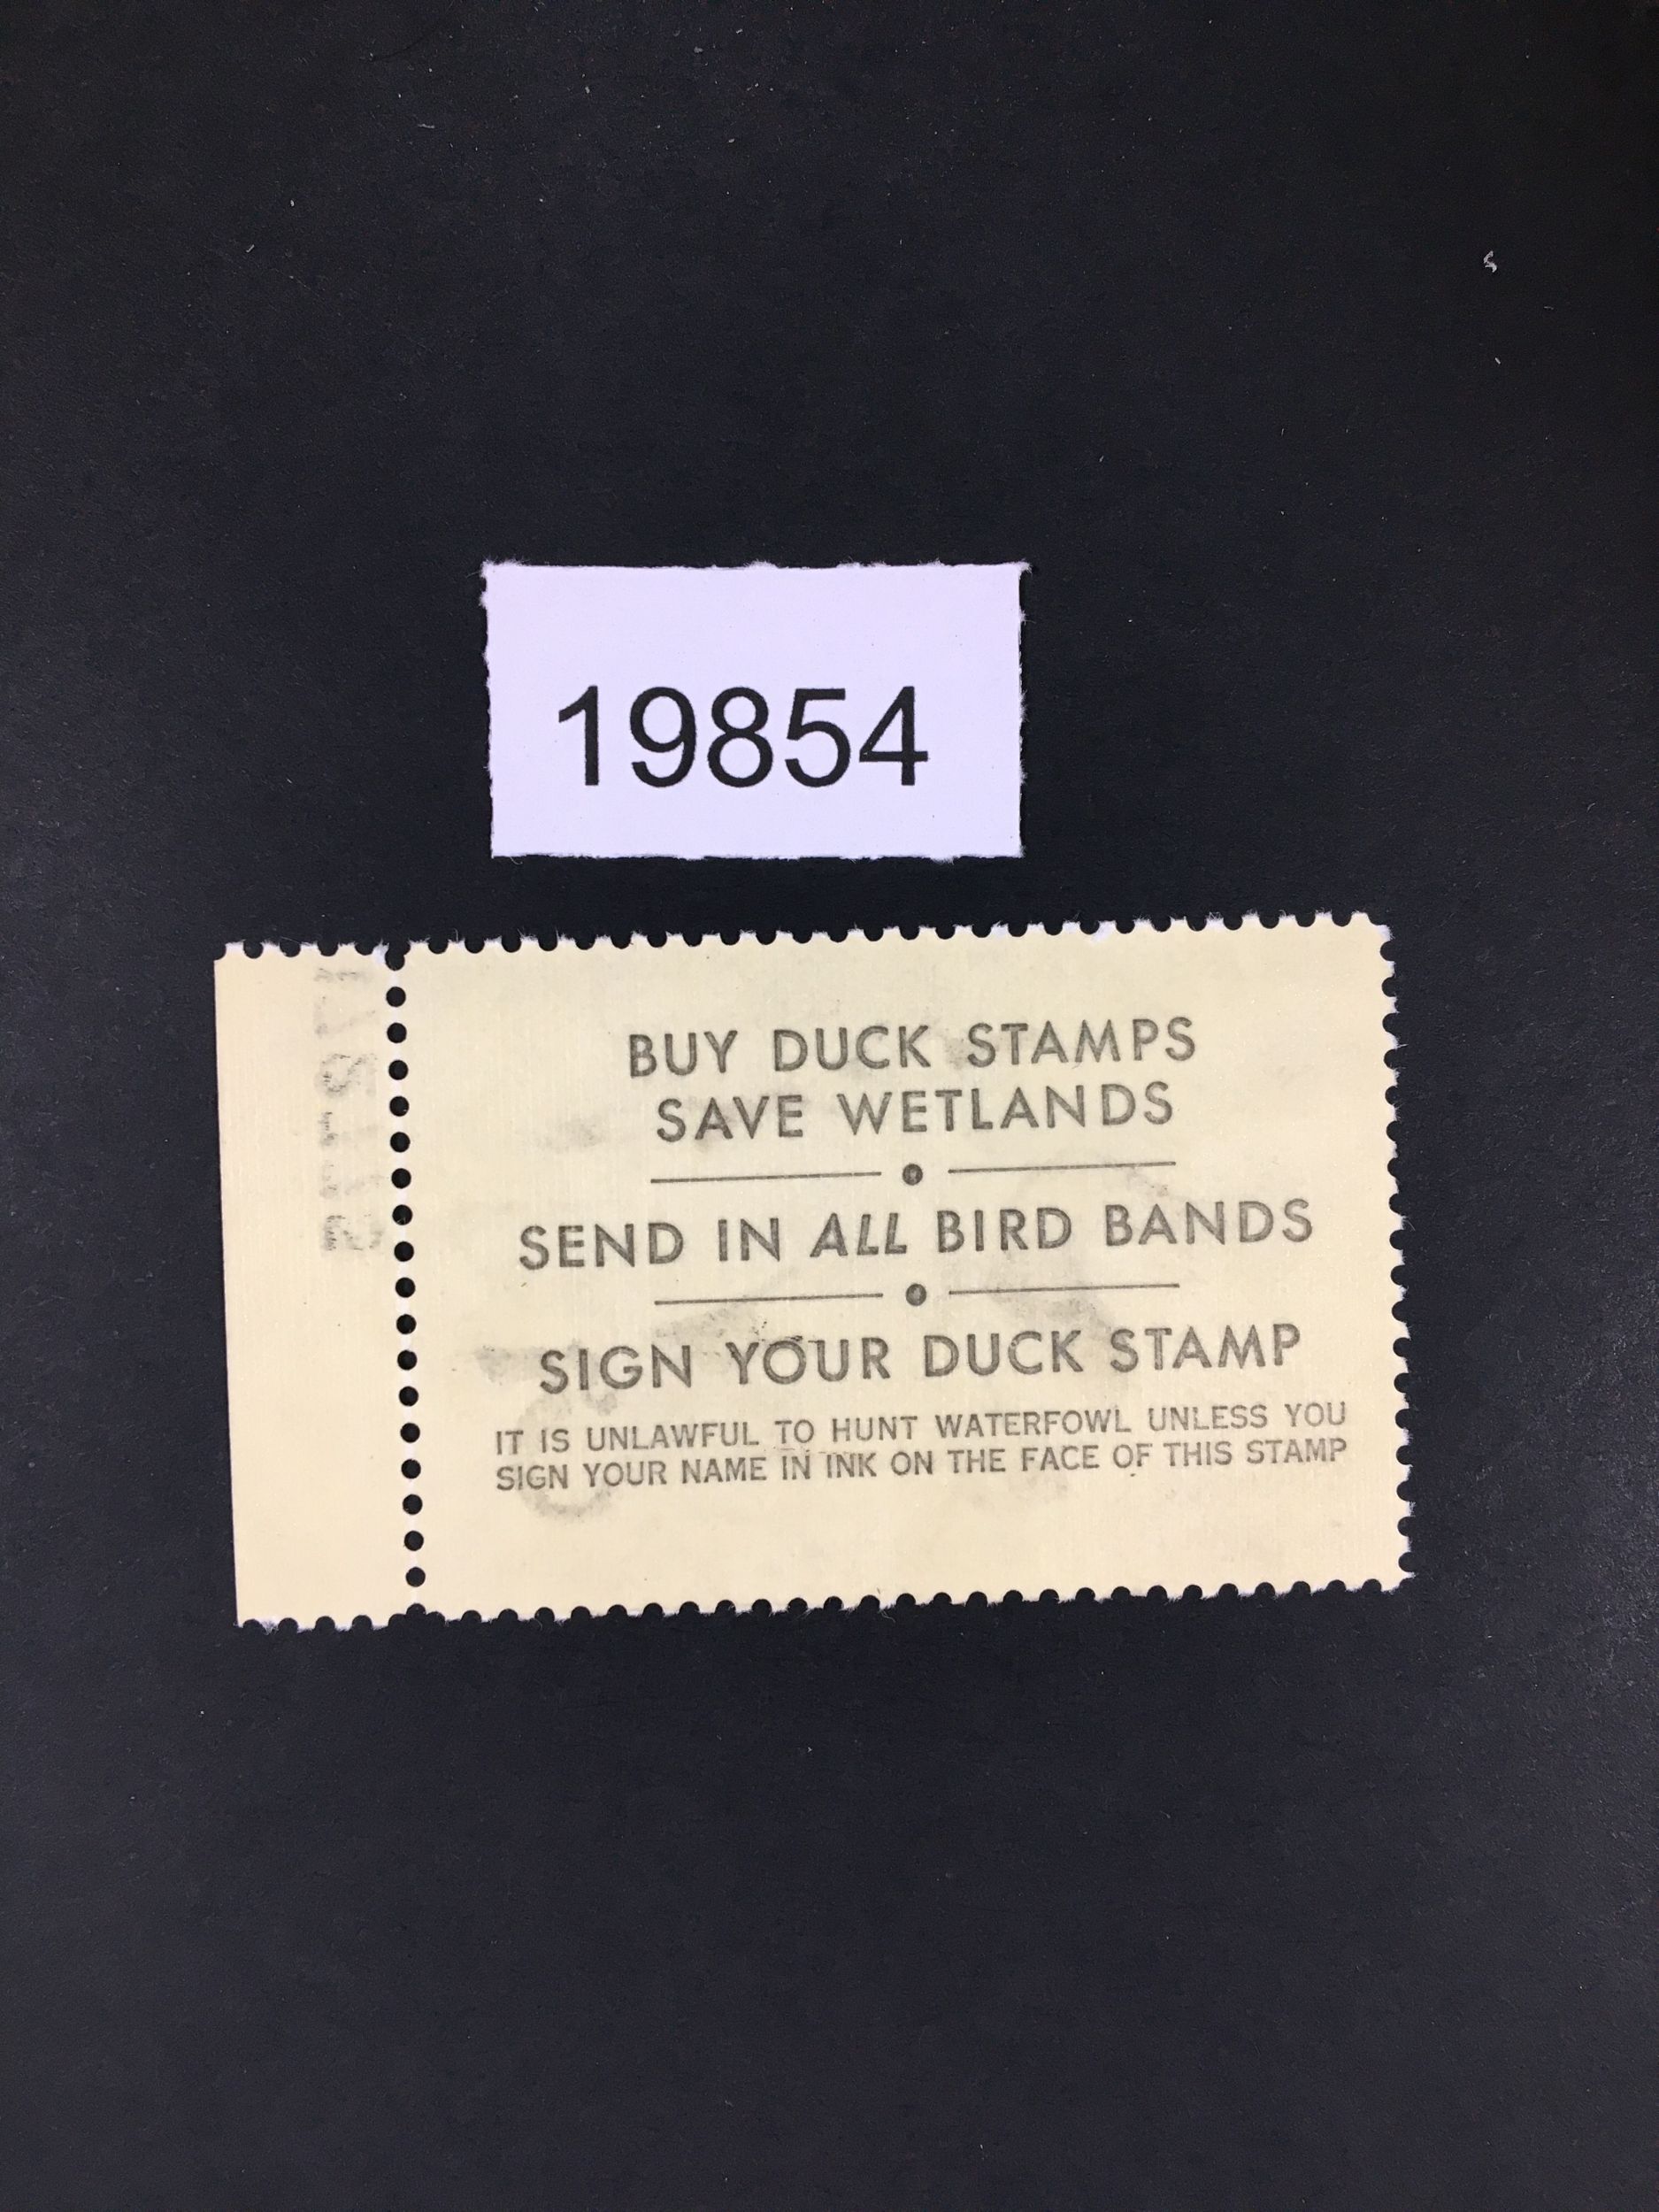 19854
BUY DUCK STAMPS
SAVE WETLANDS
SEND IN ALL BIRD BANDS
SIGN YOUR DUCK STAMP
IT IS UNLAWFUL TO HUNT WATERFOWL UNLESS YOU
SIGN YOUR NAME IN INK ON THE FACE OF THIS STAMP